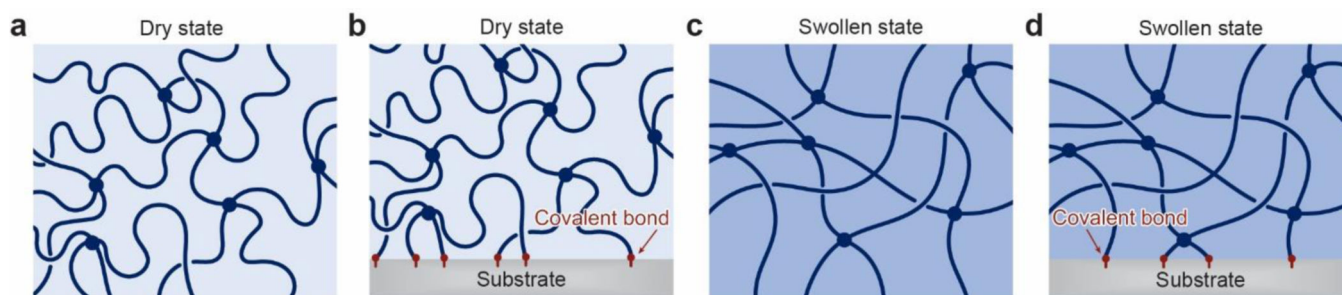 a
Dry state
b
Dry state
Covalent bond
Substrate
c
Swollen state
d
Swollen state
Covalent bond
Substrate